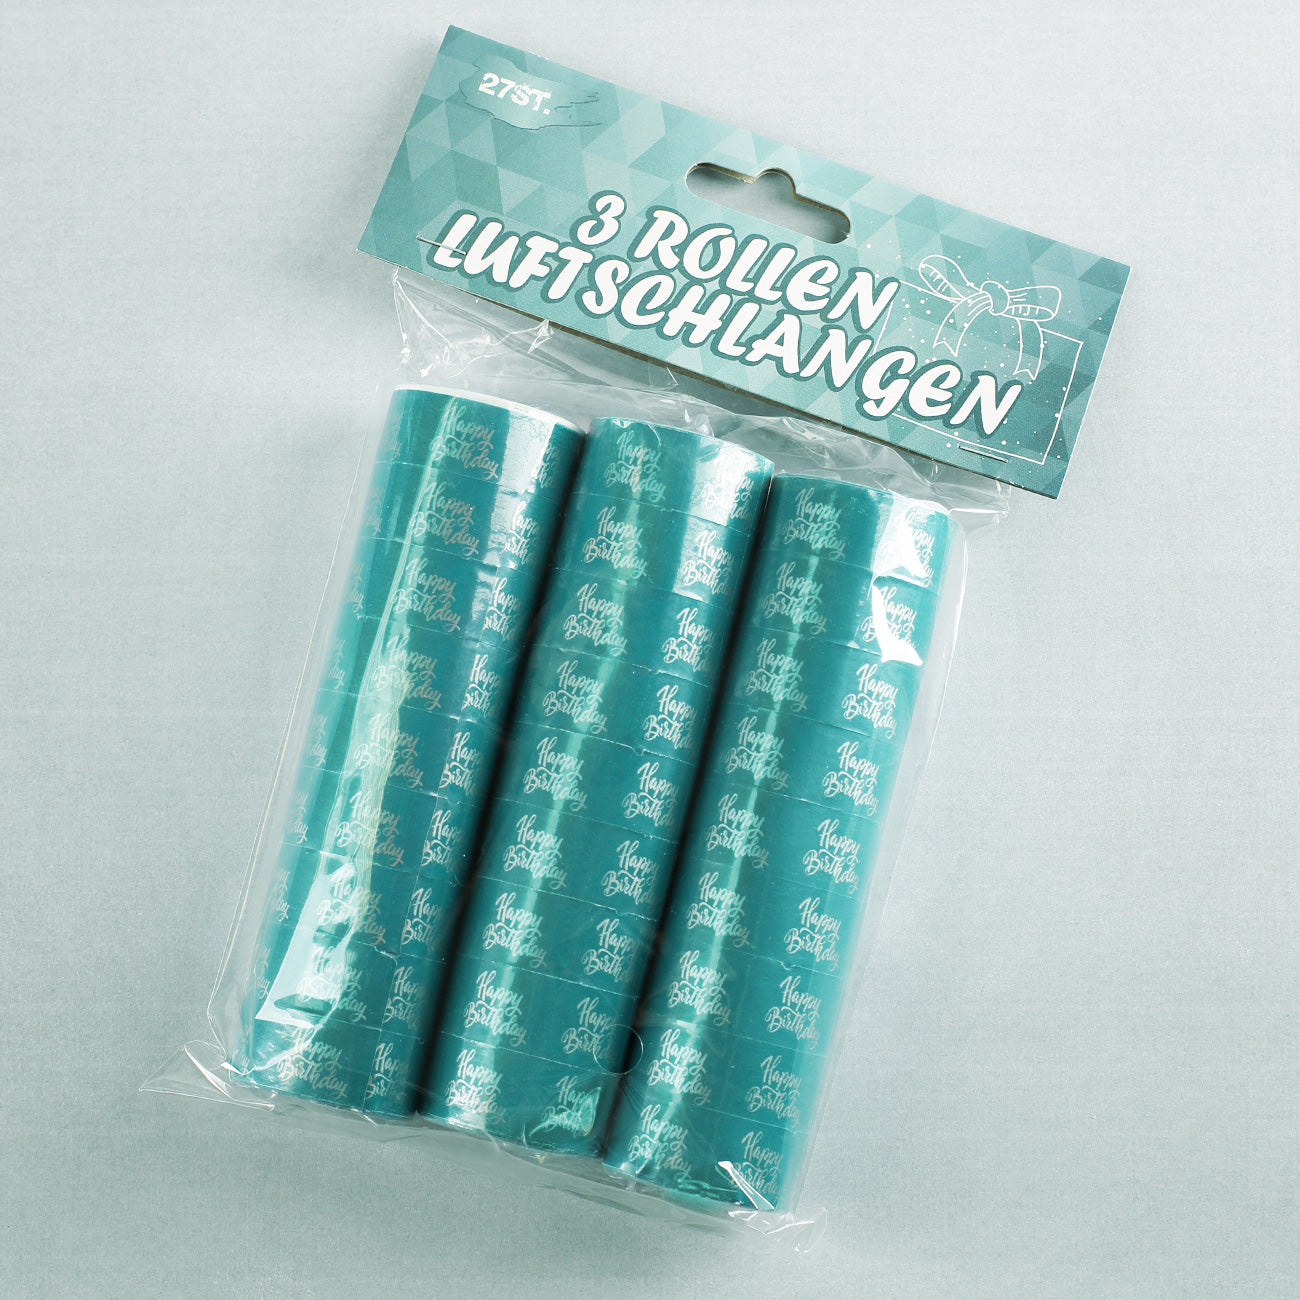 27ST.
3 ROLLEN
LUFTSCHLANGEN
Happy
Birthday